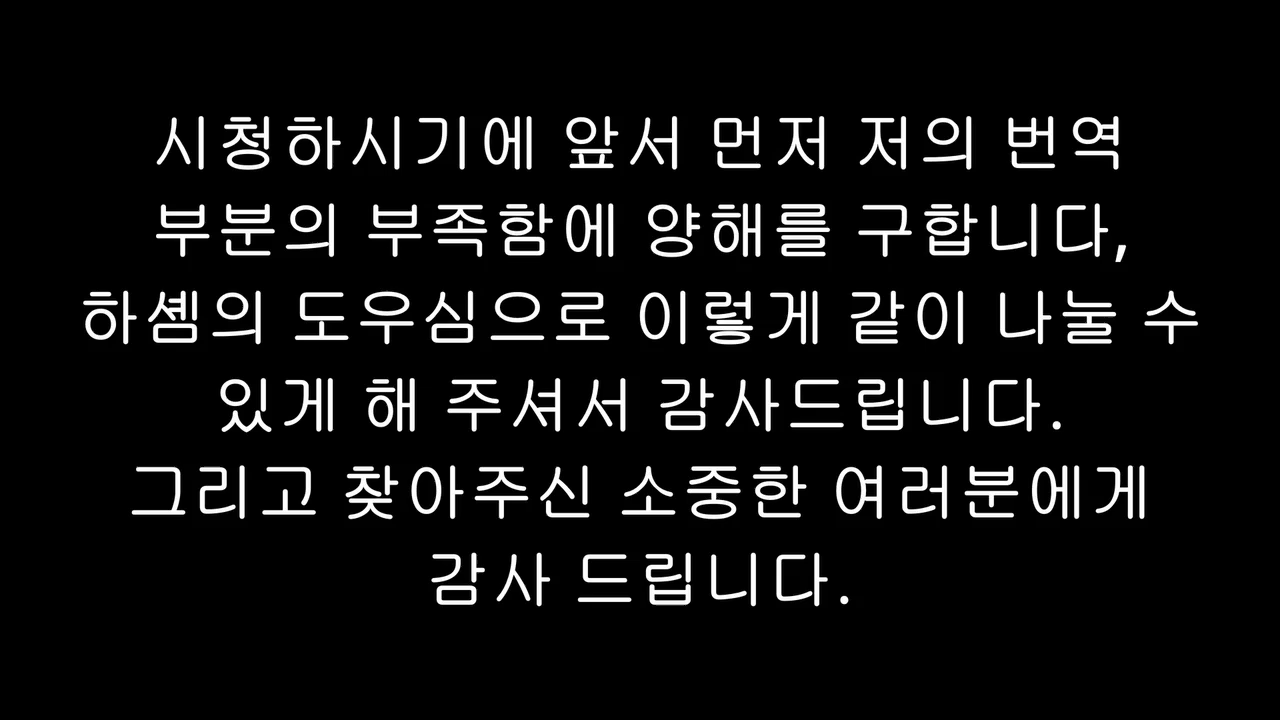 시청하시기에 앞서 먼저 저의 번역
부분의 부족함에 양해를 구합니다,
하셈의 도우심으로 이렇게 같이 나눌 수
있게 해 주셔서 감사드립니다.
그리고 찾아주신 소중한 여러분에게
감사 드립니다.